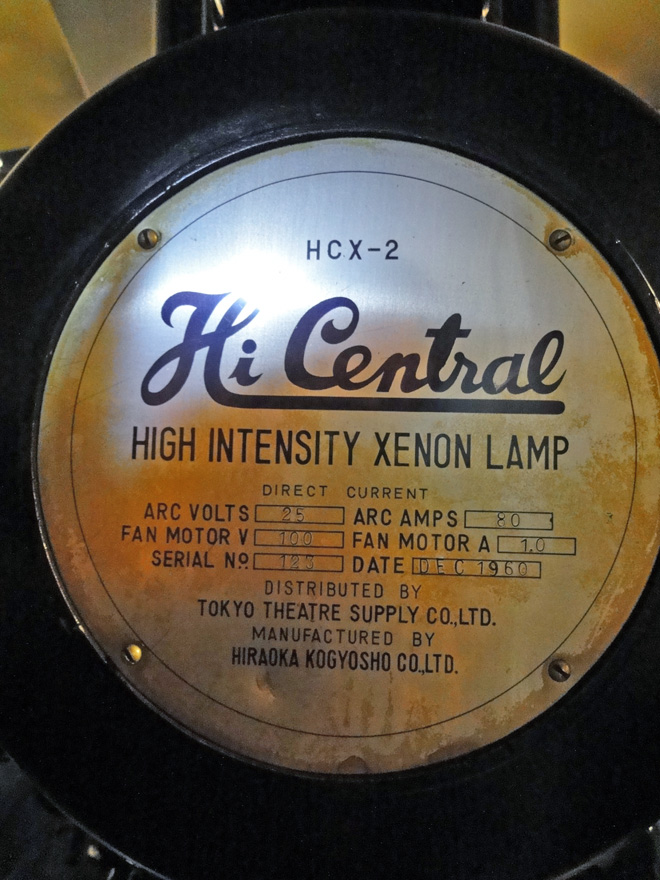 HCX-2
Hi Central
HIGH INTENSITY XENON LAMP
DIRECT CURRENT
ARC VOLTS 25 ARC AMPS 80
FAN MOTOR V 100 FAN MOTOR A 1.0
SERIAL Nº 123 DATE DEC 1960
DISTRIBUTED BY
TOKYO THEATRE SUPPLY CO.,LTD.
MANUFACTURED BY
HIRAOKA KOGYOSHO CO.,LTD.